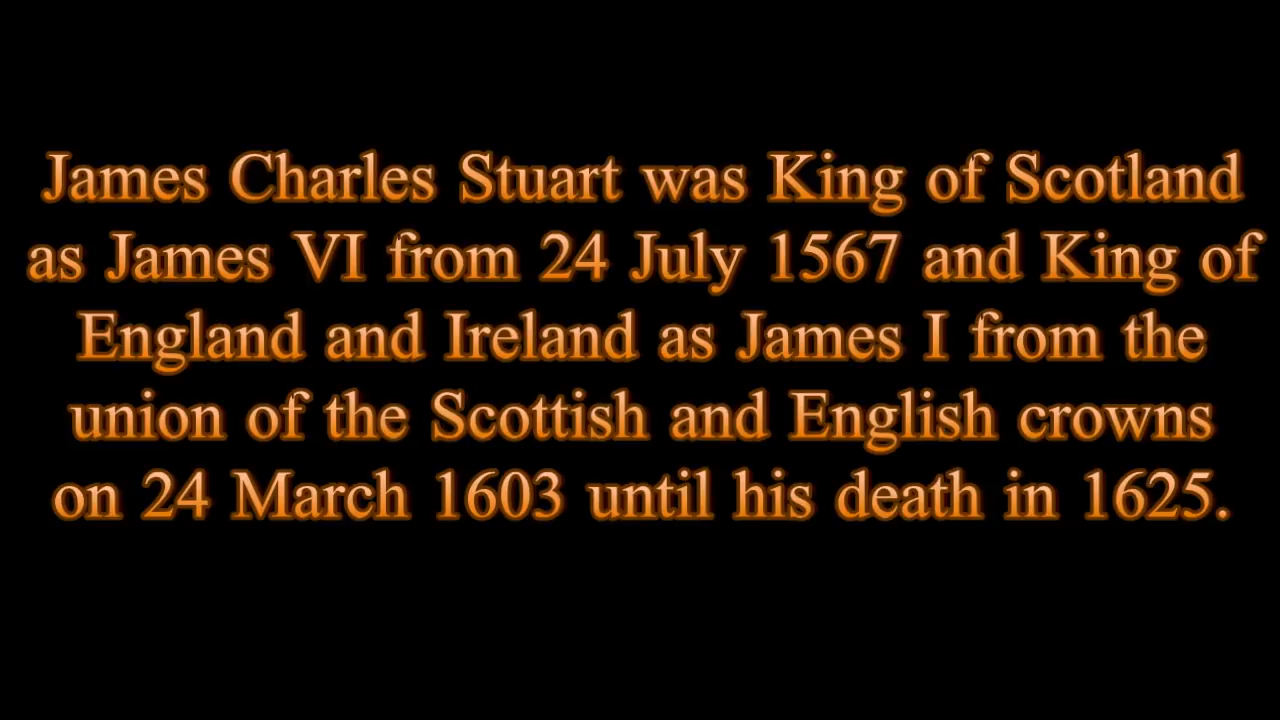 James Charles Stuart was King of Scotland
as James VI from 24 July 1567 and King of
England and Ireland as James I from the
union of the Scottish and English crowns
on 24 March 1603 until his death in 1625.